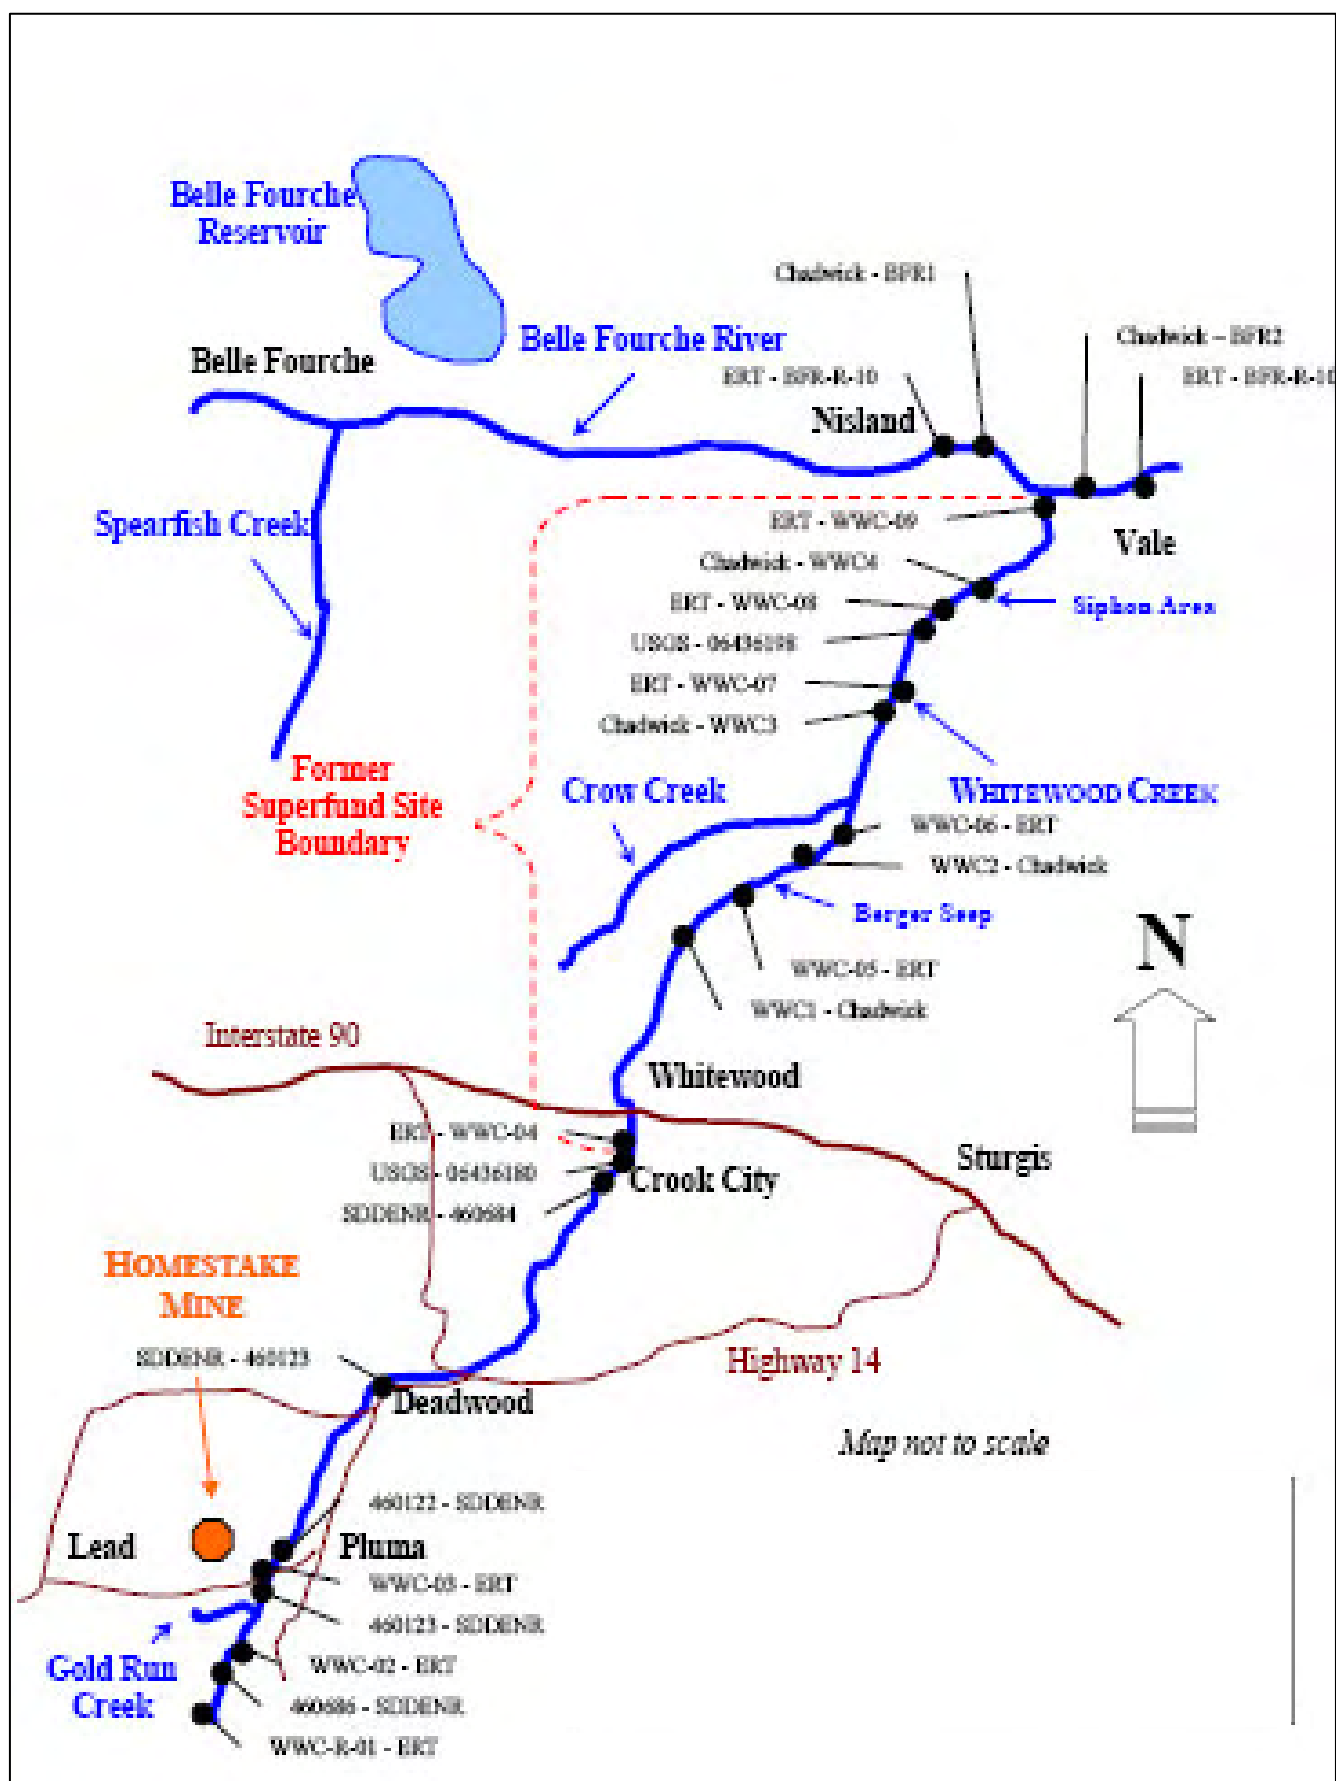 Belle Fourche
Reservoir
Chadwick - BFR1
Belle Fourche River
Chadwick – BFR2
Belle Fourche
ERT - BFR-R-10
ERT - BFR-R-10
Nisland
ERT - WWC-09
Spearfish Creek
Vale
Chadwick - WWC4
ERT - WWC-08
Siphon Area
USGS - 06436198
ERT - WWC-07
Chadwick - WWC3
Former
Superfund Site
Boundary
Crow Creek
WHITEWOOD CREEK
WWC-06 - ERT
WWC2 - Chadwick
Berger Seep
N
WWC-05 - ERT
WWC1 - Chadwick
Interstate 90
Whitewood
ERT - WWC-04
Sturgis
USGS - 06436180
Crook City
SDDENR - 460684
HOMESTAKE
MINE
SDDENR - 460123
Highway 14
Deadwood
Map not to scale
460122 - SDDENR
Lead
Pluma
WWC-03 - ERT
460123 - SDDENR
Gold Run
Creek
WWC-02 - ERT
460686 - SDDENR
WWC-R-01 - ERT